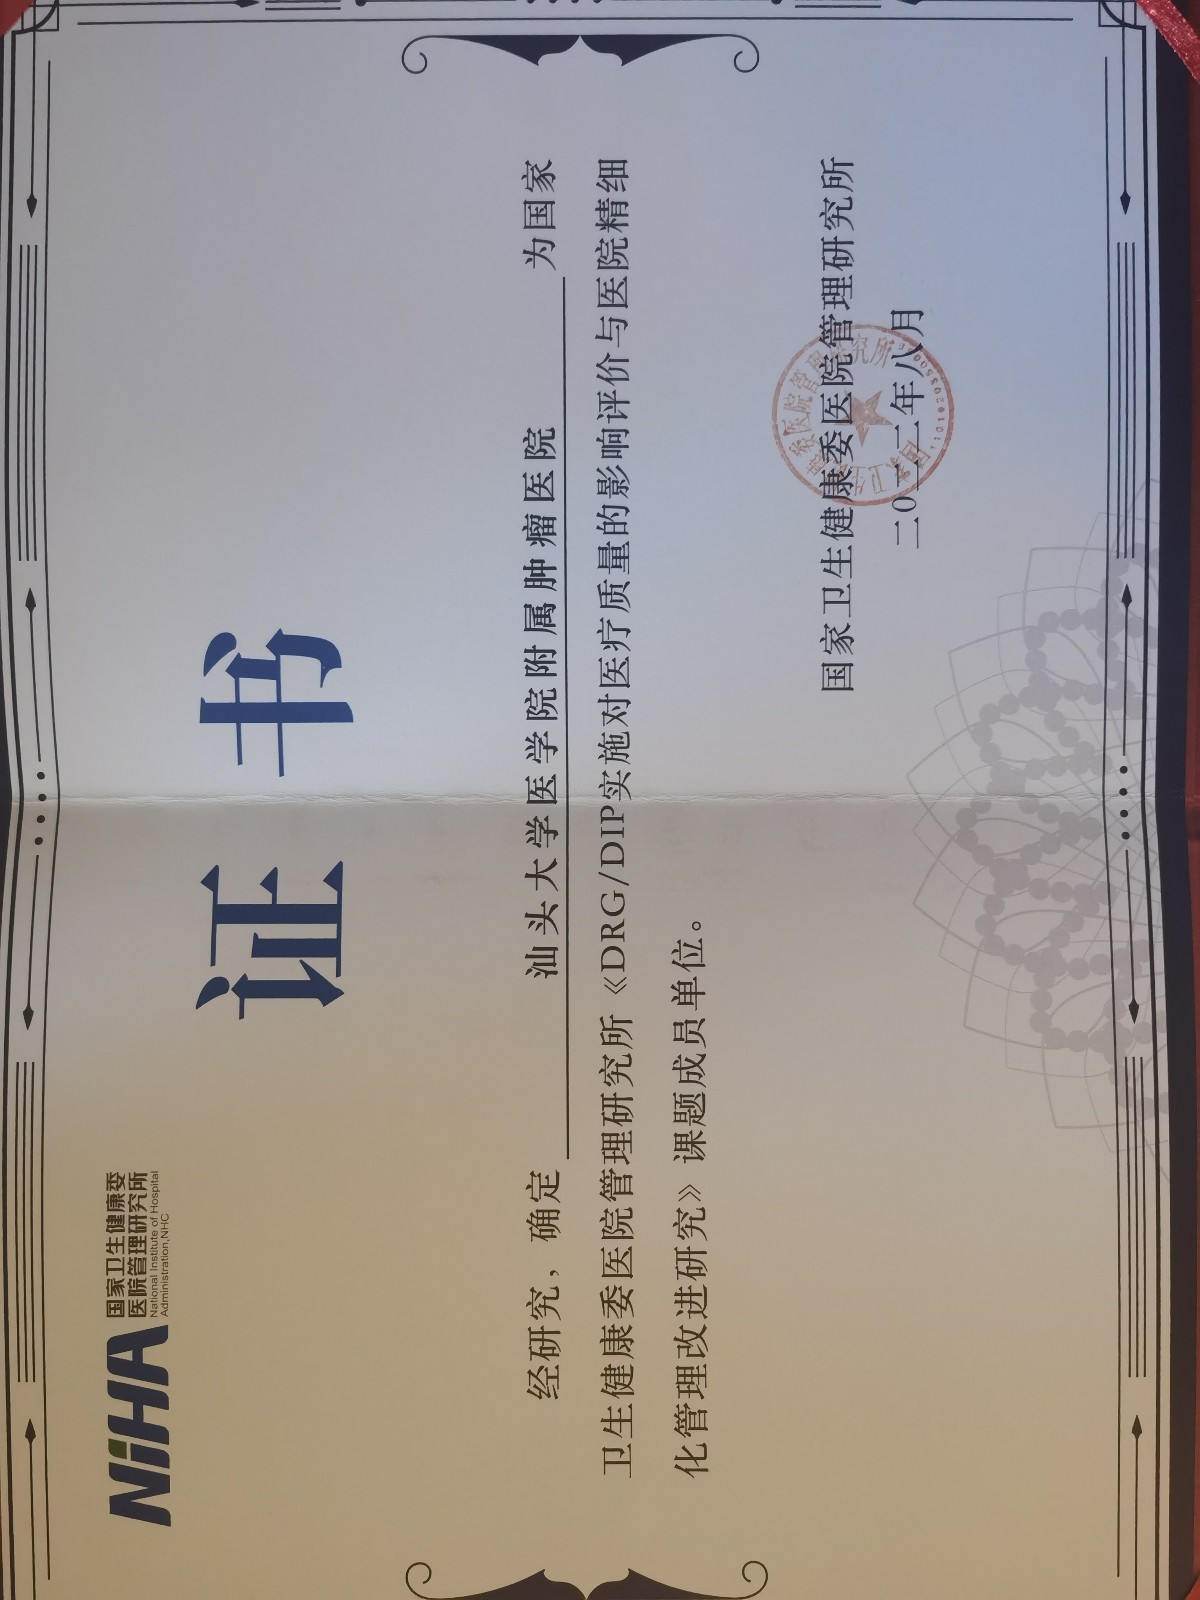 NiHA
国家卫生健康委
医院管理研究所
National Institute of Hospital
Administration,NHC
证书
经研究，确定 汕头大学医学院附属肿瘤医院 为国家
卫生健康委医院管理研究所《DRG/DIP实施对医疗质量的影响评价与医院精细
化管理改进研究》课题成员单位。
国家卫生健康委医院管理研究所
二〇二二年八月